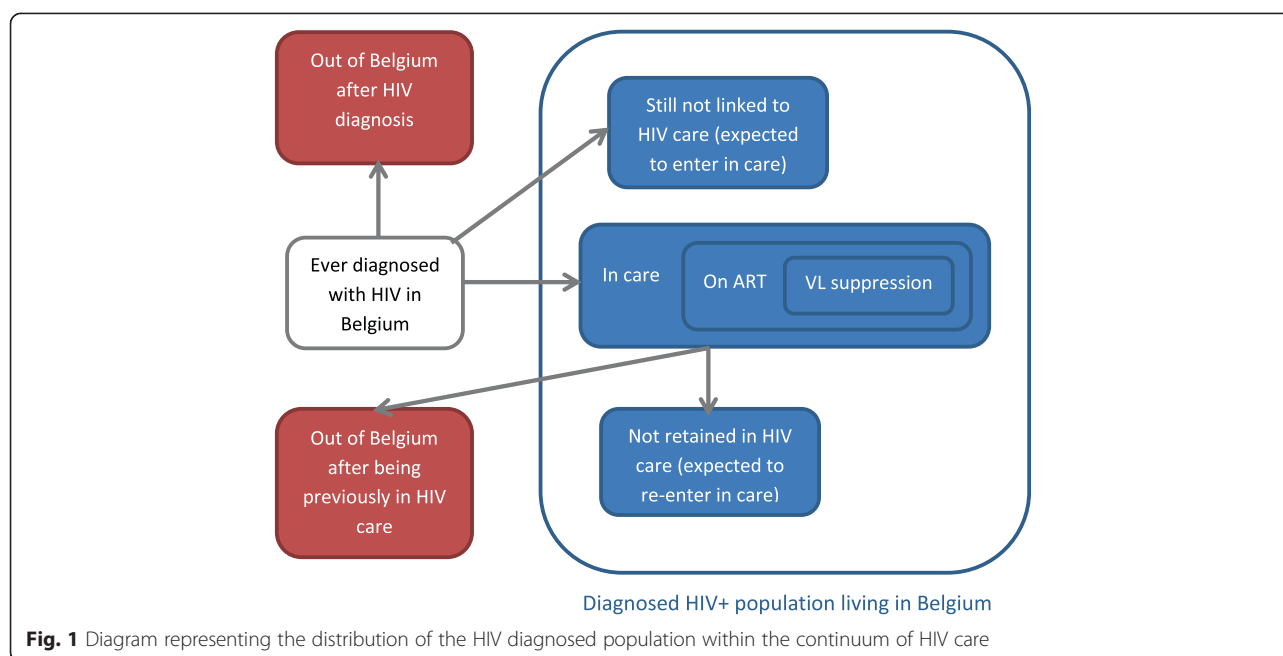 Out of Belgium
after HIV
diagnosis
Still not linked to
HIV care (expected
to enter in care)
Ever diagnosed
with HIV in
Belgium
In care
On ART
VL suppression
Out of Belgium
after being
previously in HIV
care
Not retained in HIV
care (expected to
re-enter in care)
Diagnosed HIV+ population living in Belgium
Fig. 1 Diagram representing the distribution of the HIV diagnosed population within the continuum of HIV care